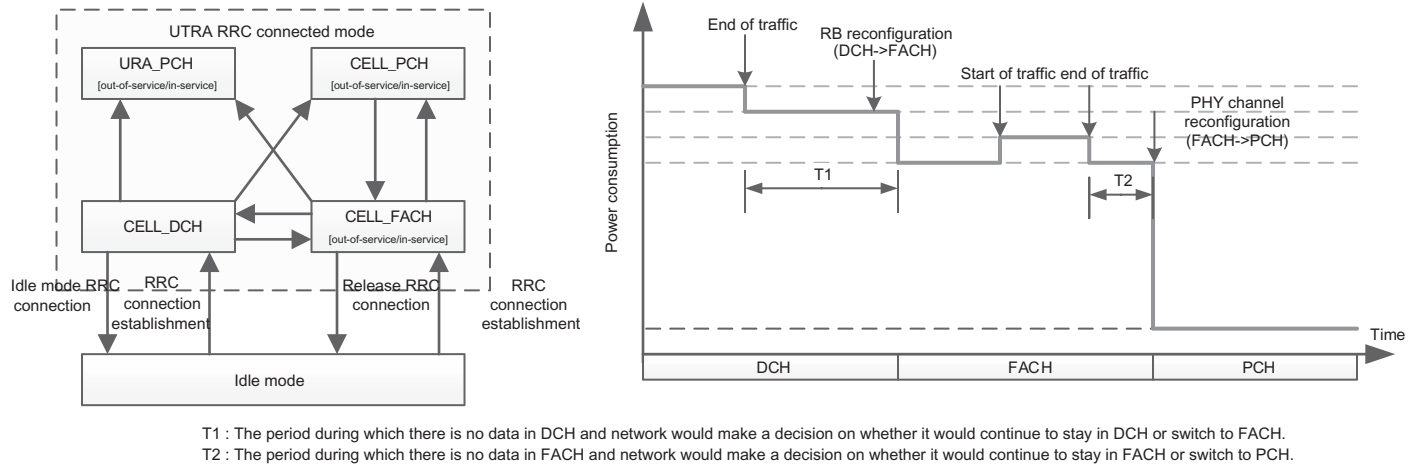 UTRA RRC connected mode
URA_PCH
[out-of-service/in-service]
CELL_PCH
[out-of-service/in-service]
CELL_DCH
CELL_FACH
[out-of-service/in-service]
Idle mode RRC
connection
RRC
connection
establishment
Release RRC
connection
RRC
connection
establishment
Idle mode
Power consumption
End of traffic
RB reconfiguration
(DCH->FACH)
Start of traffic end of traffic
PHY channel
reconfiguration
(FACH->PCH)
T1
T2
Time
DCH
FACH
PCH
T1 : The period during which there is no data in DCH and network would make a decision on whether it would continue to stay in DCH or switch to FACH.
T2 : The period during which there is no data in FACH and network would make a decision on whether it would continue to stay in FACH or switch to PCH.